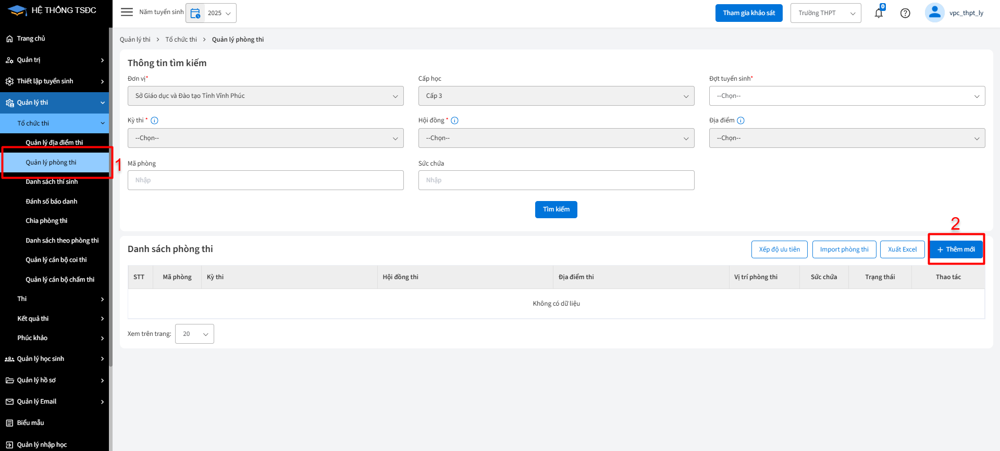 HỆ THỐNG TSĐC
Năm tuyển sinh
2025
Tham gia khảo sát
Trường THPT
0
vpc_thpt_ly
Trang chủ
Quản trị
Thiết lập tuyển sinh
Quản lý thi
Tổ chức thi
Quản lý địa điểm thi
Quản lý phòng thi
1
Danh sách thí sinh
Đánh số báo danh
Chia phòng thi
Danh sách theo phòng thi
Quản lý cán bộ coi thi
Quản lý cán bộ chấm thi
Thi
Kết quả thi
Phúc khảo
Quản lý học sinh
Quản lý hồ sơ
Quản lý Email
Biểu mẫu
Quản lý nhập học
Quản lý thi > Tổ chức thi > Quản lý phòng thi
Thông tin tìm kiếm
Đơn vị* Cấp học Đợt tuyển sinh*
Sở Giáo dục và Đào tạo Tỉnh Vĩnh Phúc Cấp 3 --Chọn--
Kỳ thi * Hội đồng * Địa điểm
--Chọn-- --Chọn-- --Chọn--
Mã phòng Sức chứa
Nhập Nhập
Tìm kiếm
2
Danh sách phòng thi
Xếp độ ưu tiên Import phòng thi Xuất Excel + Thêm mới
STT Mã phòng Kỳ thi Hội đồng thi Địa điểm thi Vị trí phòng thi Sức chứa Trạng thái Thao tác
Không có dữ liệu
Xem trên trang: 20